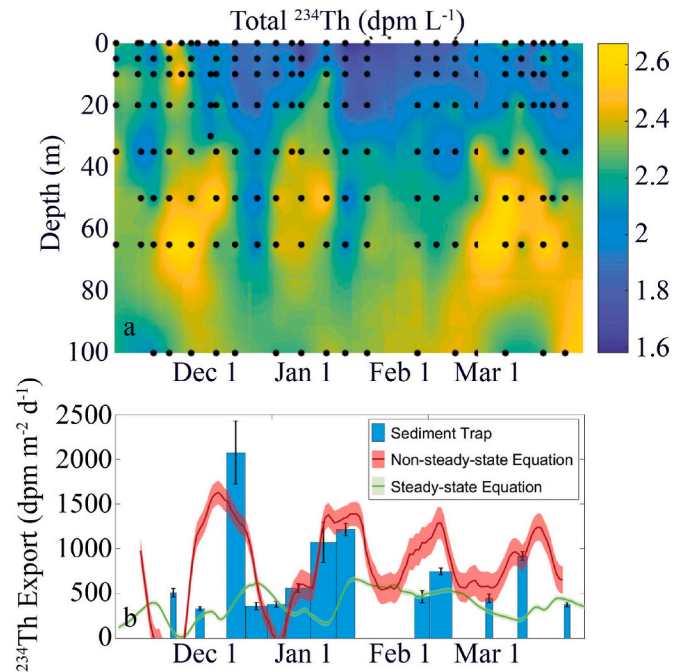 Total ²³⁴Th (dpm L⁻¹)
0
20
40
60
80
100
Depth (m)
a
Dec 1 Jan 1 Feb 1 Mar 1
2.6
2.4
2.2
2
1.8
1.6
2500
2000
1500
1000
500
0
²³⁴Th Export (dpm m⁻² d⁻¹)
b
Sediment Trap
Non-steady-state Equation
Steady-state Equation
Dec 1 Jan 1 Feb 1 Mar 1